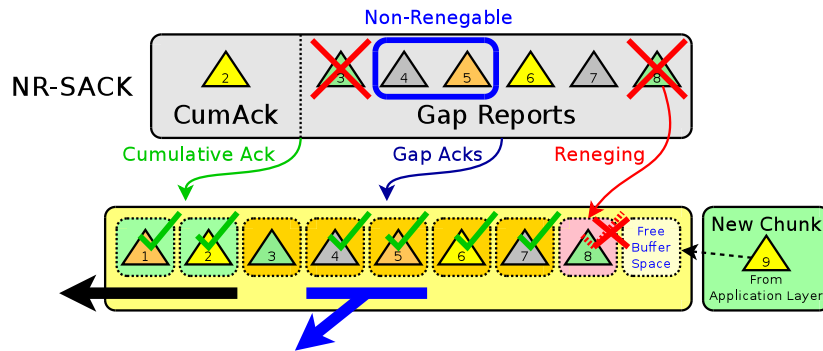 Non-Renegable
NR-SACK
2 3 4 5 6 7 8
CumAck Gap Reports
Cumulative Ack Gap Acks Reneging
1 2 3 4 5 6 7 8
Free
Buffer
Space
New Chunk
9
From
Application Layer